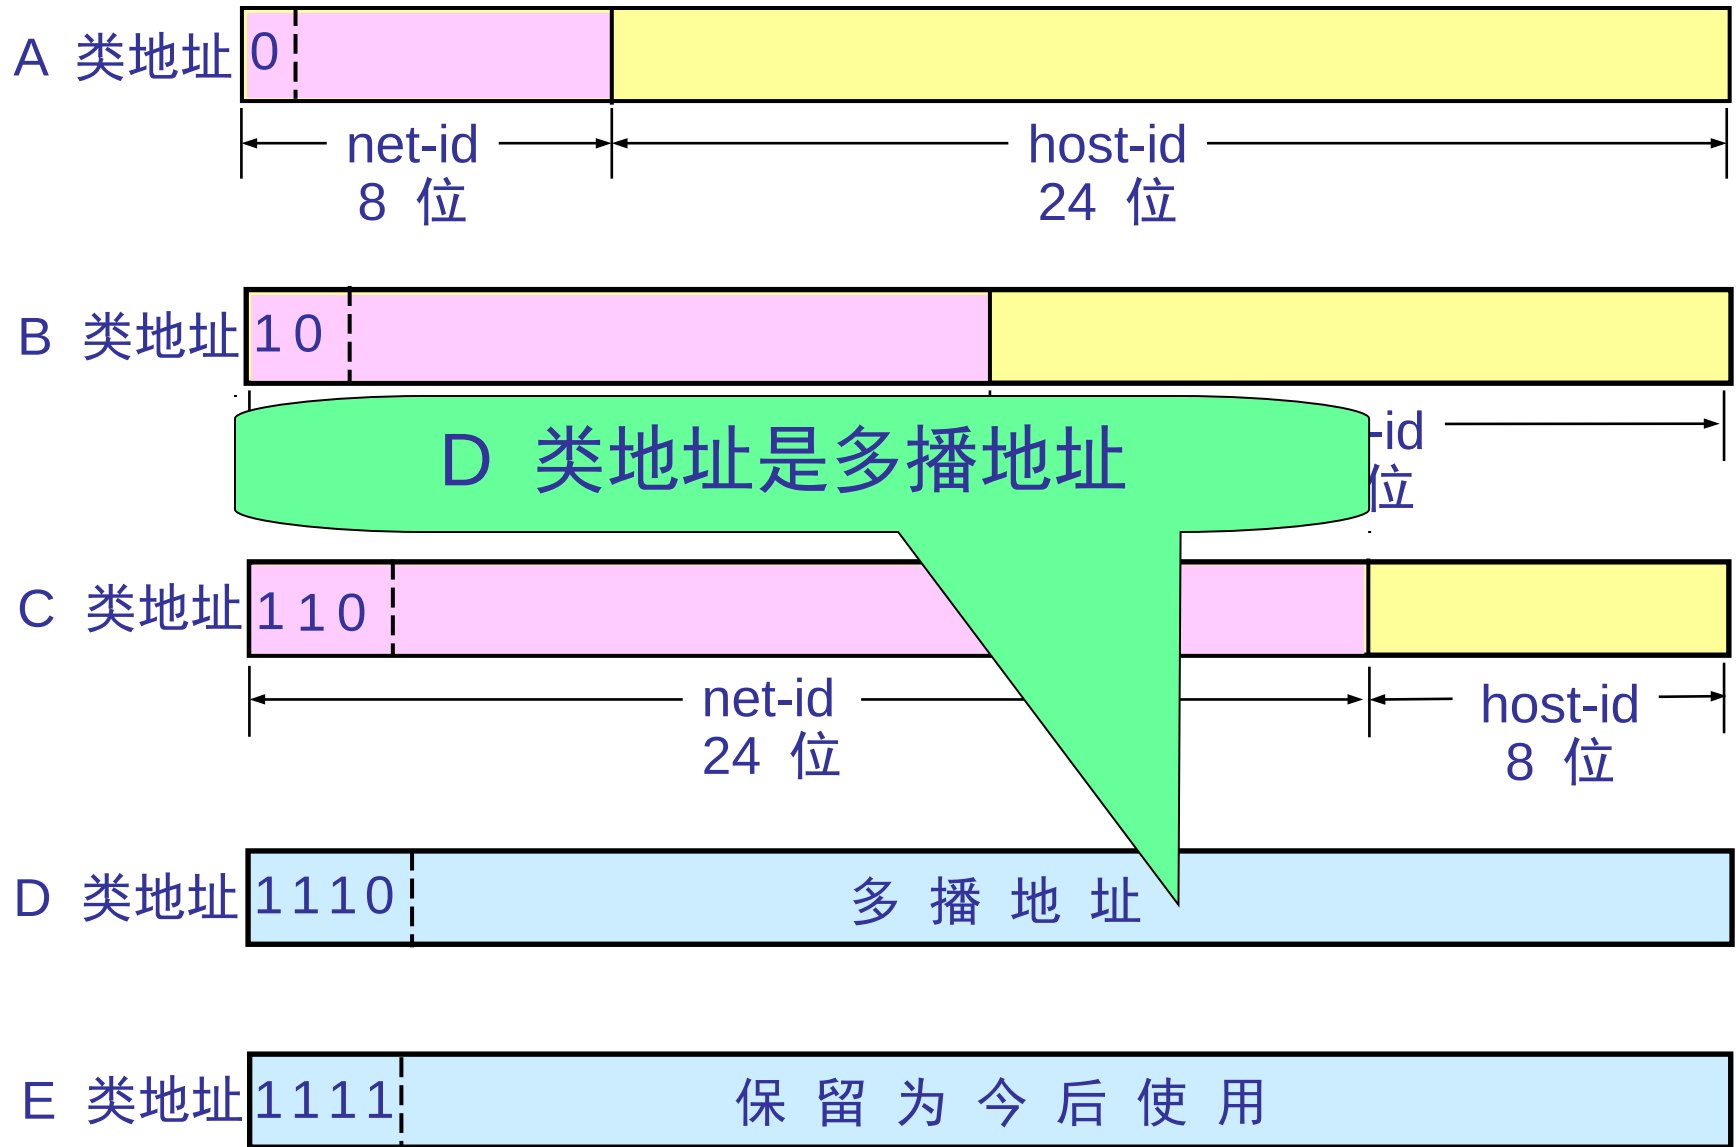 A 类地址 0
net-id host-id
8 位 24 位
B 类地址 1 0
-id
位
D 类地址是多播地址
C 类地址 1 1 0
net-id host-id
24 位 8 位
D 类地址 1 1 1 0 多 播 地 址
E 类地址 1 1 1 1 保 留 为 今 后 使 用